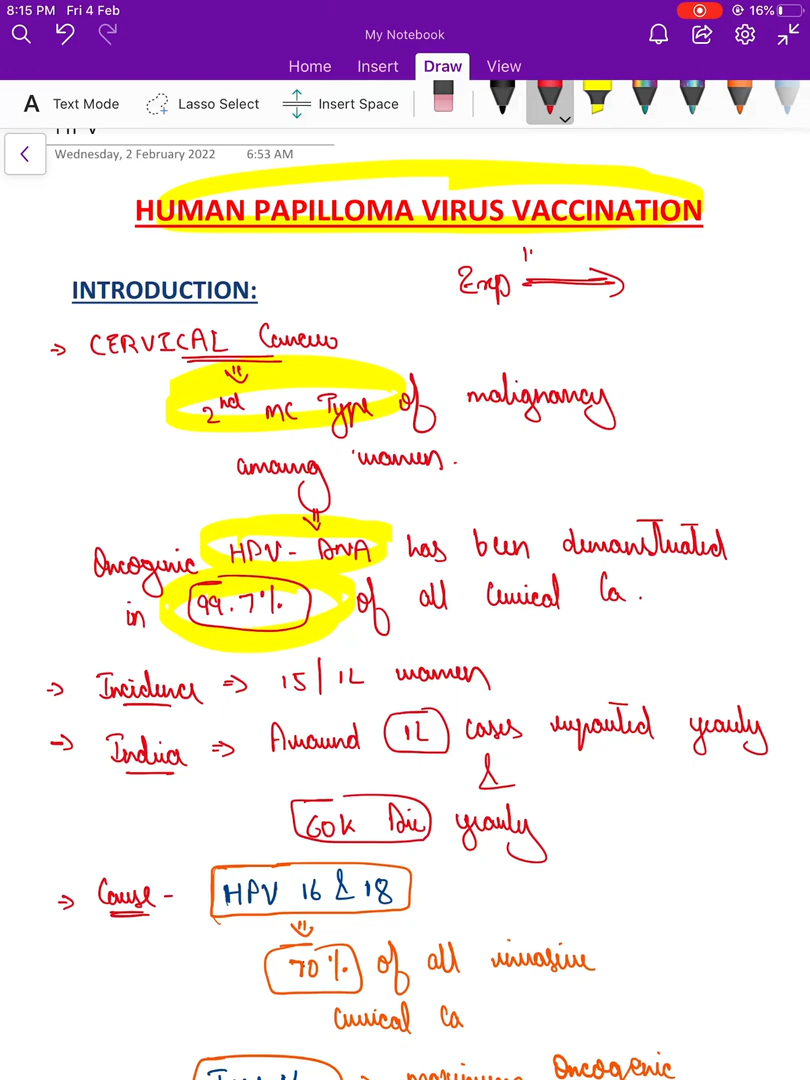 8:15 PM Fri 4 Feb 16%
My Notebook
Home Insert Draw View
A Text Mode Lasso Select Insert Space
HPV
Wednesday, 2 February 2022 6:53 AM
HUMAN PAPILLOMA VIRUS VACCINATION
INTRODUCTION:
Exp →
⇒ CERVICAL Cancer
2nd MC Type of malignancy
among women.
Oncogenic HPV - DNA has been demonstrated
in 99.7% of all Cervical Ca.
→ Incidence ⇒ 15/1L women
→ India ⇒ Around 1L cases reported yearly
&
60k Die yearly
⇒ Cause - HPV 16 & 18
70% of all invasive
Cervical Ca
→ maximum Oncogenic